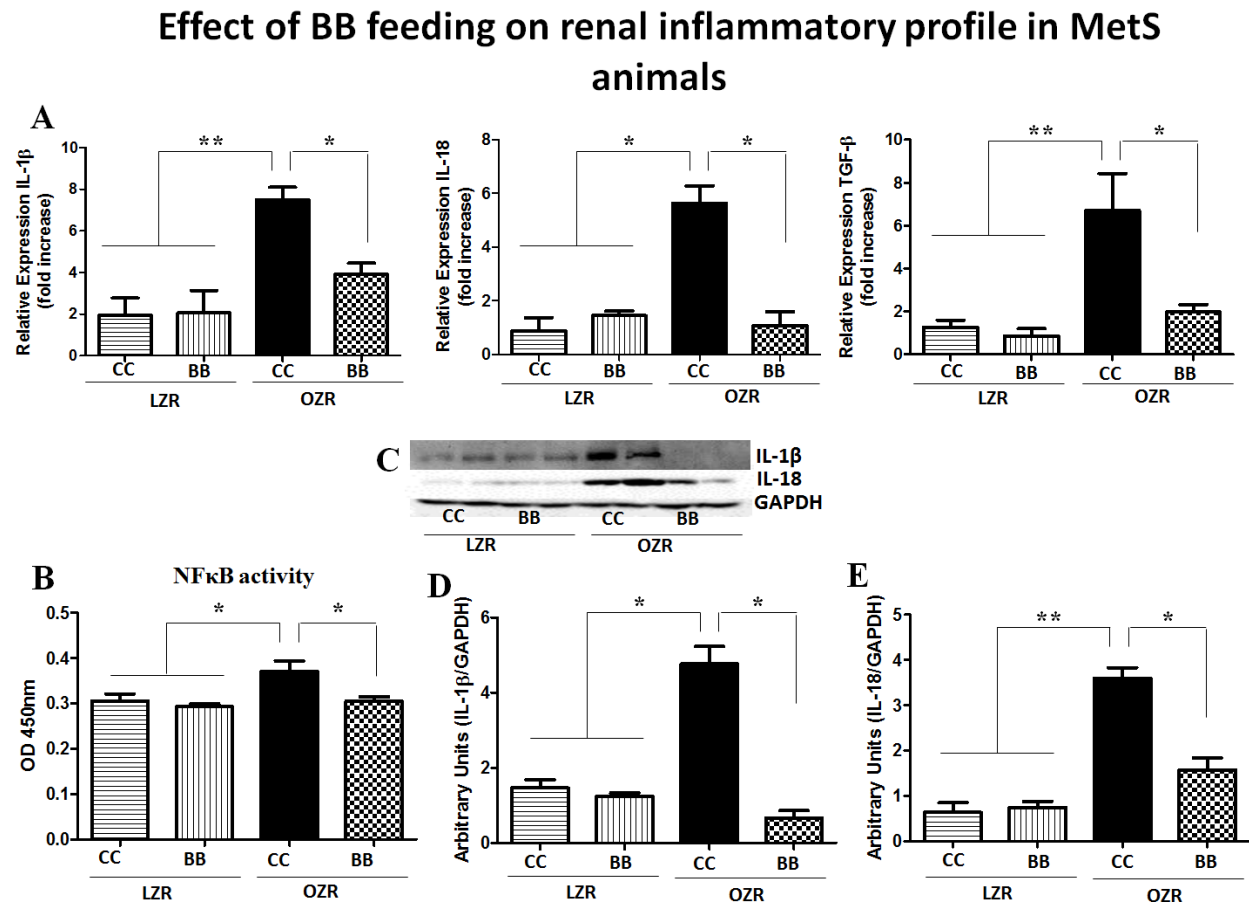 Effect of BB feeding on renal inflammatory profile in MetS
animals
A
Relative Expression IL-1β
(fold increase)
10
8
6
4
2
0
**
*
CC
BB
CC
BB
LZR
OZR
Relative Expression IL-18
(fold increase)
8
6
4
2
0
*
*
CC
BB
CC
BB
LZR
OZR
Relative Expression TGF-β
(fold increase)
10
8
6
4
2
0
**
*
CC
BB
CC
BB
LZR
OZR
C
IL-1β
IL-18
GAPDH
CC
BB
CC
BB
LZR
OZR
B
NFκB activity
OD 450nm
0.5
0.4
0.3
0.2
0.1
0.0
*
*
CC
BB
CC
BB
LZR
OZR
D
Arbitrary Units (IL-1β/GAPDH)
6
4
2
0
*
*
CC
BB
CC
BB
LZR
OZR
E
Arbitrary Units (IL-18/GAPDH)
5
4
3
2
1
0
**
*
CC
BB
CC
BB
LZR
OZR